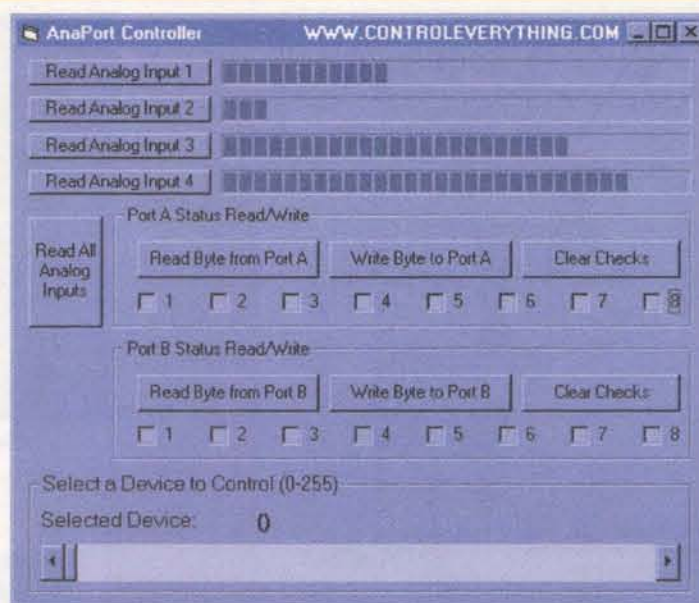 AnaPort Controller WWW.CONTROLEVERYTHING.COM
Read Analog Input 1
Read Analog Input 2
Read Analog Input 3
Read Analog Input 4
Read All
Analog
Inputs
Port A Status Read/Write
Read Byte from Port A Write Byte to Port A Clear Checks
1 2 3 4 5 6 7 8
Port B Status Read/Write
Read Byte from Port B Write Byte to Port B Clear Checks
1 2 3 4 5 6 7 8
Select a Device to Control (0-255)
Selected Device: 0